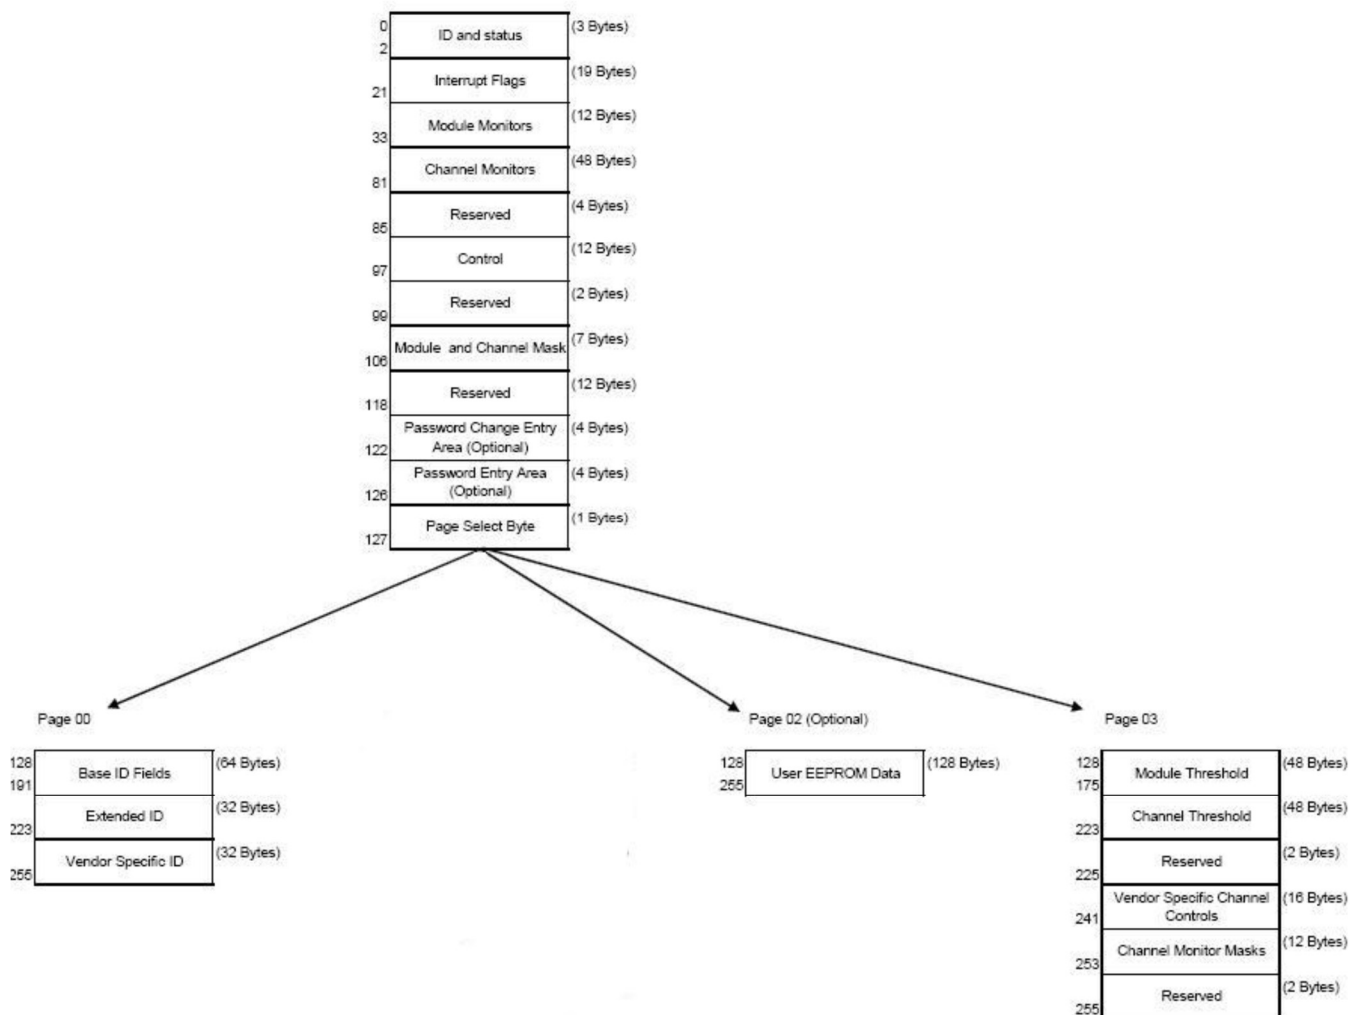 0
ID and status
(3 Bytes)
2
Interrupt Flags
(19 Bytes)
21
Module Monitors
(12 Bytes)
33
Channel Monitors
(48 Bytes)
81
Reserved
(4 Bytes)
85
Control
(12 Bytes)
97
Reserved
(2 Bytes)
99
Module and Channel Mask
(7 Bytes)
106
Reserved
(12 Bytes)
118
Password Change Entry
Area (Optional)
(4 Bytes)
122
Password Entry Area
(Optional)
(4 Bytes)
126
Page Select Byte
(1 Bytes)
127
Page 00
128
191
Base ID Fields
(64 Bytes)
Extended ID
(32 Bytes)
223
Vendor Specific ID
(32 Bytes)
255
Page 02 (Optional)
128
255
User EEPROM Data
(128 Bytes)
Page 03
128
175
Module Threshold
(48 Bytes)
Channel Threshold
(48 Bytes)
223
Reserved
(2 Bytes)
225
Vendor Specific Channel
Controls
(16 Bytes)
241
Channel Monitor Masks
(12 Bytes)
253
Reserved
(2 Bytes)
255